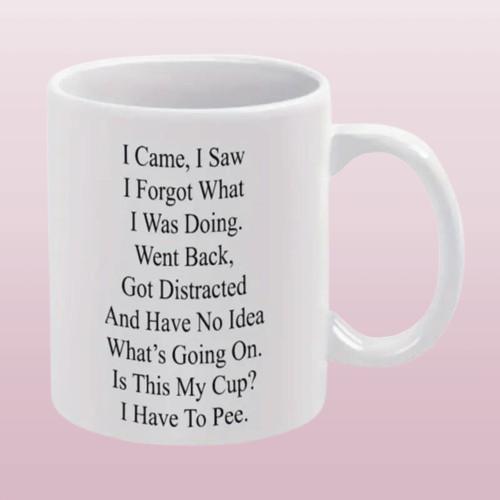 I Came, I Saw
I Forgot What
I Was Doing.
Went Back,
Got Distracted
And Have No Idea
What's Going On.
Is This My Cup?
I Have To Pee.